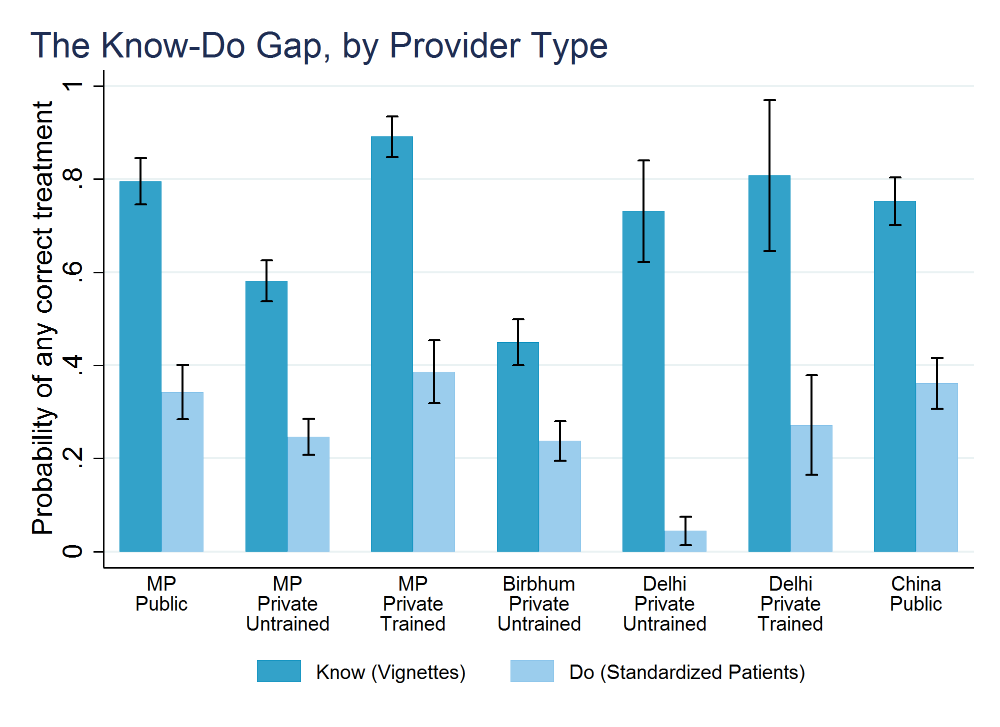 The Know-Do Gap, by Provider Type
Probability of any correct treatment
1
.8
.6
.4
.2
0
MP
Public
MP
Private
Untrained
MP
Private
Trained
Birbhum
Private
Untrained
Delhi
Private
Untrained
Delhi
Private
Trained
China
Public
Know (Vignettes)
Do (Standardized Patients)